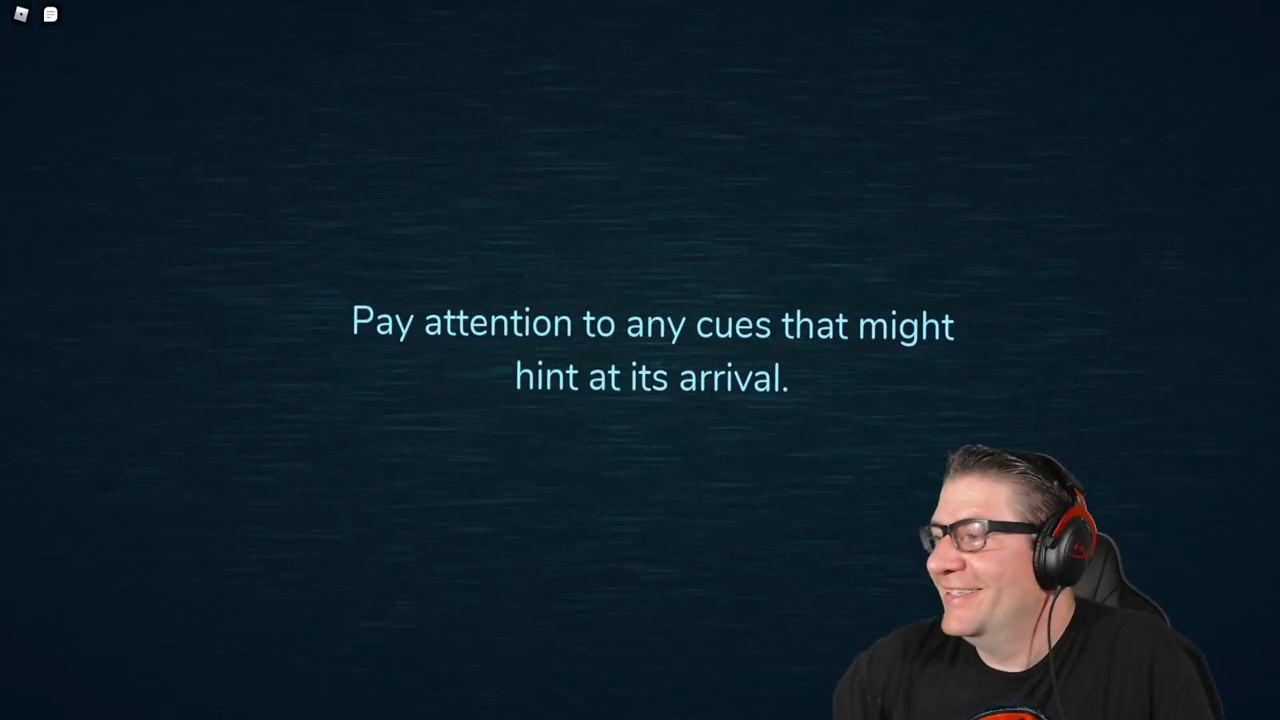 Pay attention to any cues that might
hint at its arrival.